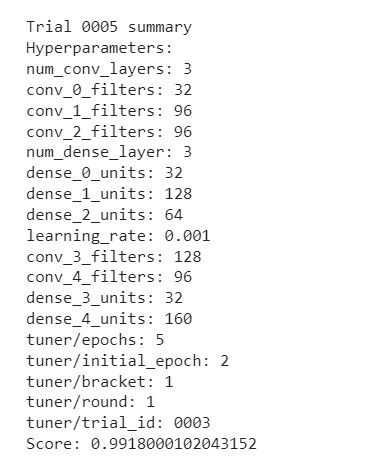 Trial 0005 summary
Hyperparameters:
num_conv_layers: 3
conv_0_filters: 32
conv_1_filters: 96
conv_2_filters: 96
num_dense_layer: 3
dense_0_units: 32
dense_1_units: 128
dense_2_units: 64
learning_rate: 0.001
conv_3_filters: 128
conv_4_filters: 96
dense_3_units: 32
dense_4_units: 160
tuner/epochs: 5
tuner/initial_epoch: 2
tuner/bracket: 1
tuner/round: 1
tuner/trial_id: 0003
Score: 0.9918000102043152